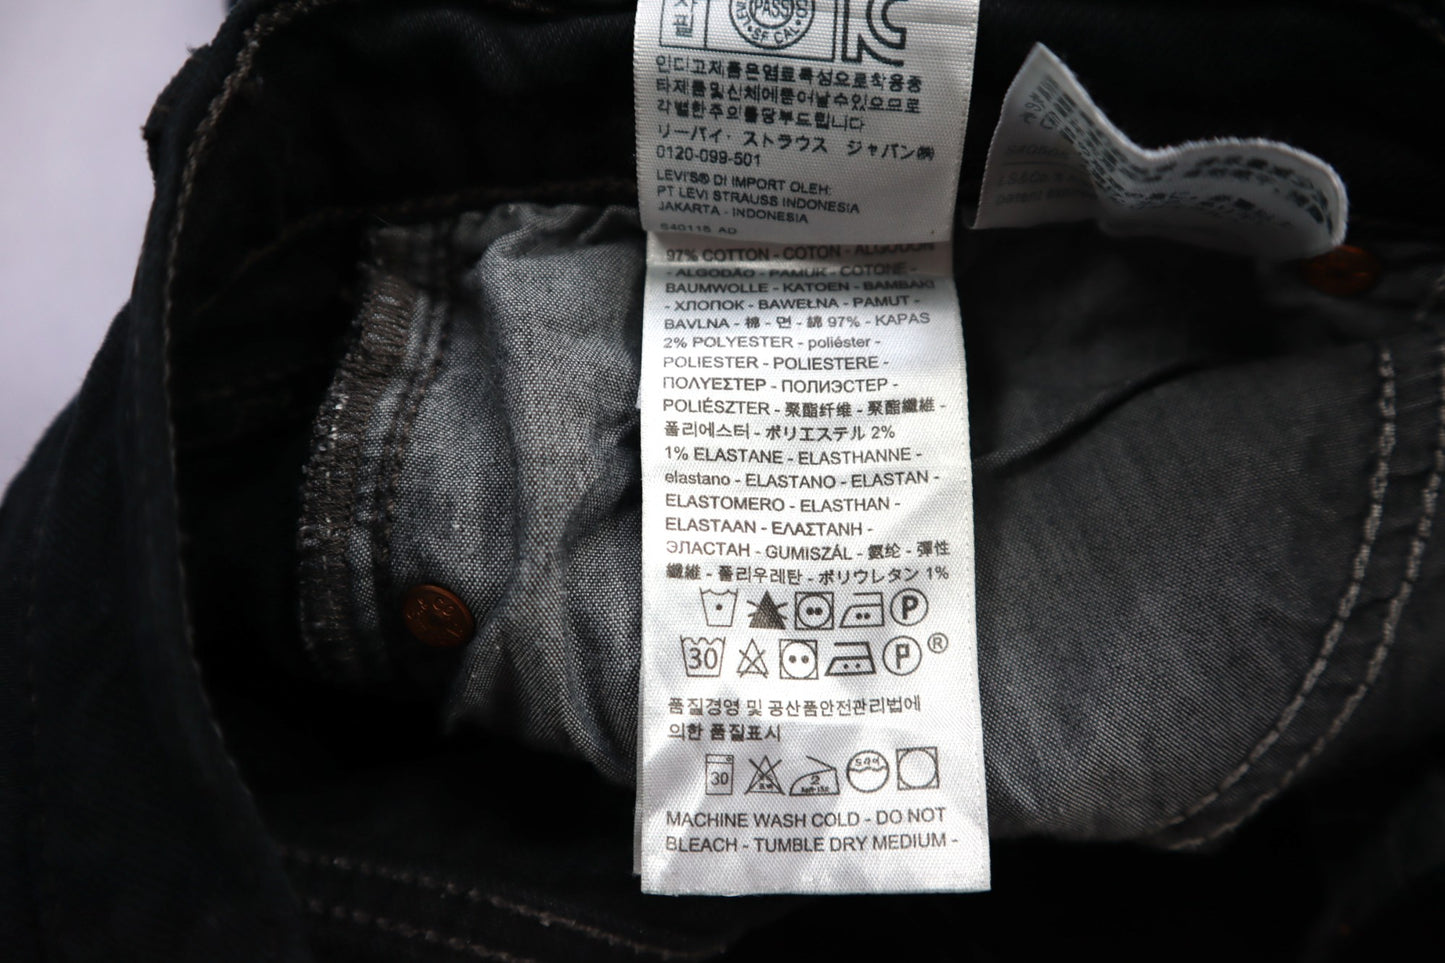 PASS
SF CAL
인디고제품은염료특성으로착용중
타제품및신체에묻어날수있으므로
각별한주의를당부드립니다
リーバイ・ストラウス ジャパン㈱
0120-099-501
LEVI'S® DI IMPORT OLEH:
PT LEVI STRAUSS INDONESIA
JAKARTA - INDONESIA
S40115 AD
97% COTTON - COTON - ALGODON
- ALGODÃO - PAMUK - COTONE -
BAUMWOLLE - KATOEN - BAMBAKI
- ХЛОПОК - BAWEŁNA - PAMUT -
BAVLNA - 棉 - 면 - 綿 97% - KAPAS
2% POLYESTER - poliéster -
POLIESTER - POLIESTERE -
ΠΟΛΥΕΣΤΕΡ - ПОЛИЭСТЕР -
POLIÉSZTER - 聚酯纤维 - 聚酯纖維 -
폴리에스터 - ポリエステル 2%
1% ELASTANE - ELASTHANNE -
elastano - ELASTANO - ELASTAN -
ELASTOMERO - ELASTHAN -
ELASTAAN - ΕΛΑΣΤΑΝΗ -
ЭЛАСТАН - GUMISZÁL - 氨纶 - 彈性
纖維 - 폴리우레탄 - ポリウレタン 1%
P
30 P ®
품질경영 및 공산품안전관리법에
의한 품질표시
30 2
MACHINE WASH COLD - DO NOT
BLEACH - TUMBLE DRY MEDIUM -
LS&Co.
patent